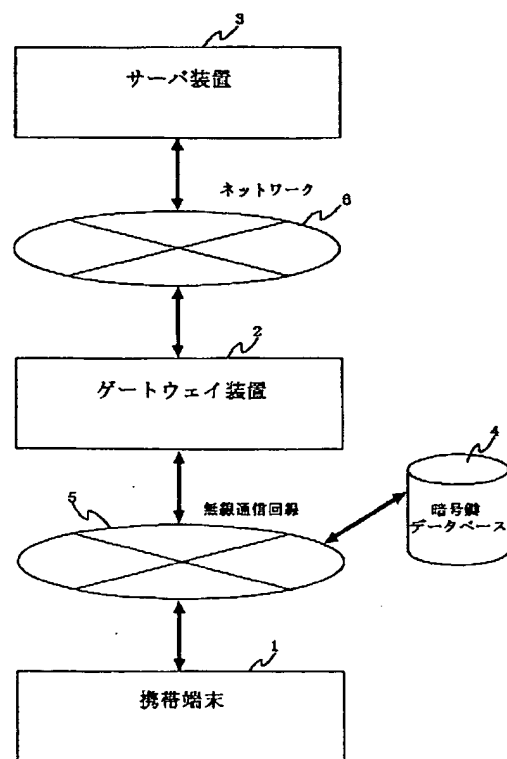 3
サーバ装置
ネットワーク
6
2
ゲートウェイ装置
4
5
無線通信回線
暗号鍵
データベース
1
携帯端末